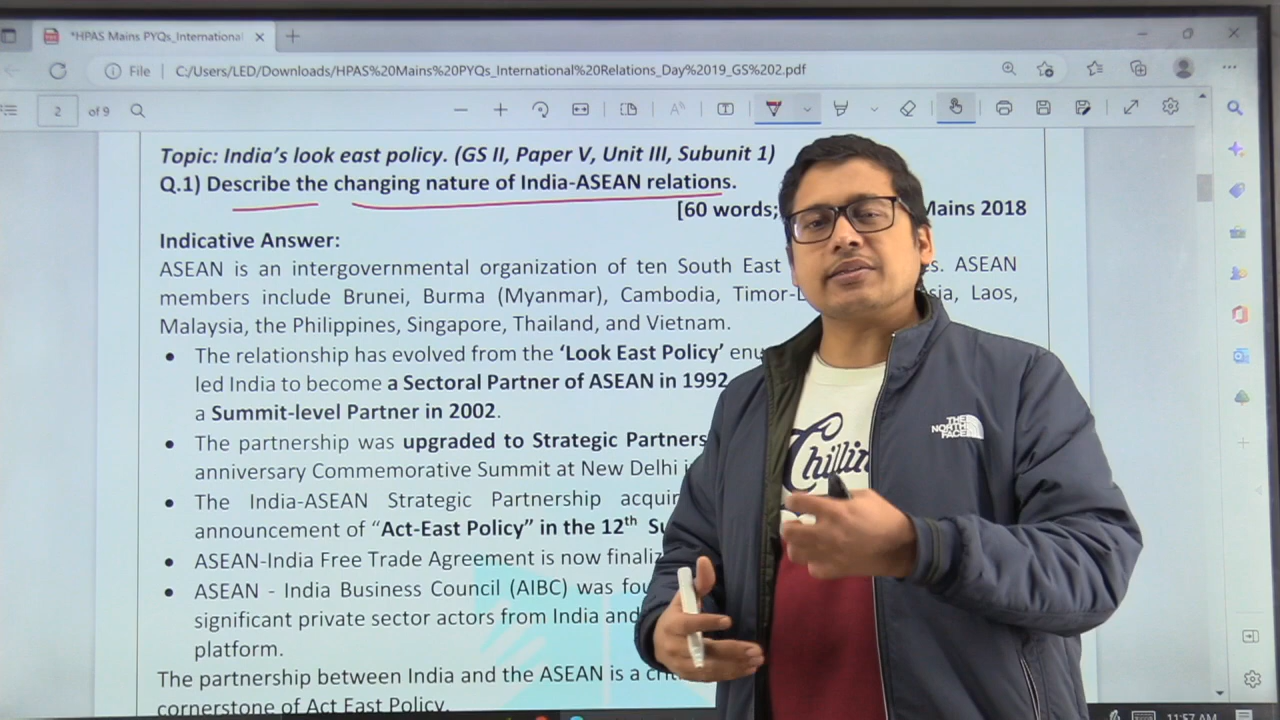 *HPAS Mains PYQs_International
File
C:/Users/LED/Downloads/HPAS%20Mains%20PYQs_International%20Relations_Day%2019_GS%202.pdf
2 of 9
Topic: India's look east policy. (GS II, Paper V, Unit III, Subunit 1)
Q.1) Describe the changing nature of India-ASEAN relations.
[60 words; Mains 2018
Indicative Answer:
ASEAN is an intergovernmental organization of ten South East ASEAN
members include Brunei, Burma (Myanmar), Cambodia, Laos,
Malaysia, the Philippines, Singapore, Thailand, and Vietnam.
• The relationship has evolved from the 'Look East Policy'
led India to become a Sectoral Partner of ASEAN in 1992
a Summit-level Partner in 2002.
• The partnership was upgraded to Strategic
anniversary Commemorative Summit at New Delhi
• The India-ASEAN Strategic Partnership
announcement of "Act-East Policy" in the 12th
• ASEAN-India Free Trade Agreement is now
• ASEAN - India Business Council (AIBC) was
significant private sector actors from India and
platform.
The partnership between India and the ASEAN is a
cornerstone of Act East Policy.
THE
NORTH
FACE
Chillin
11:57 AM